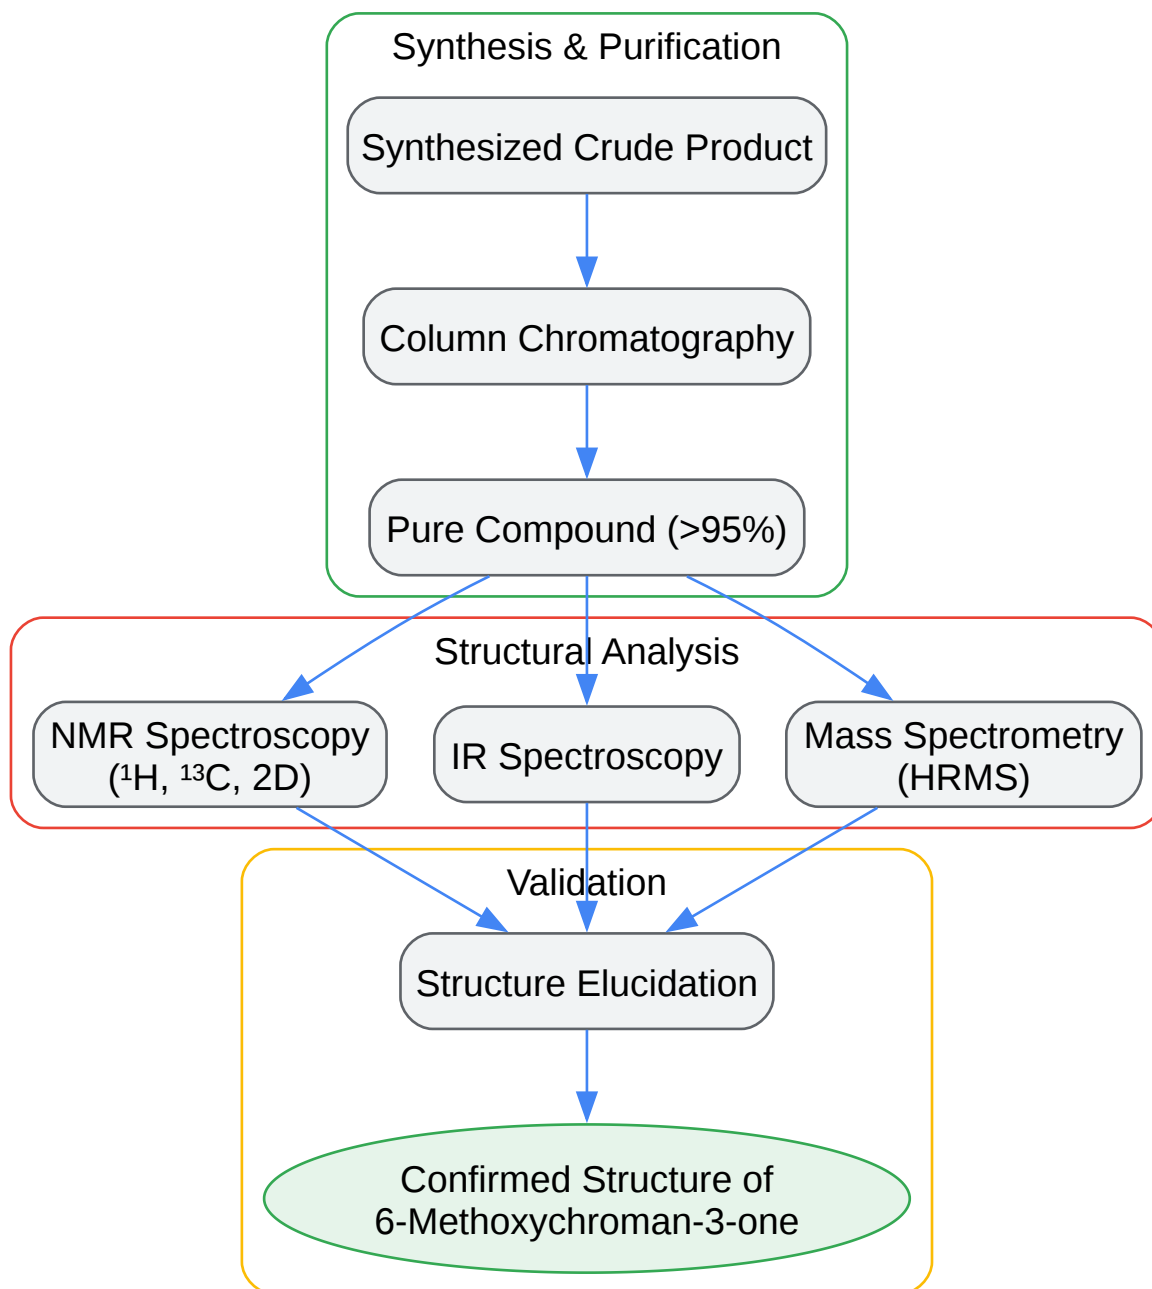 Synthesis & Purification
Synthesized Crude Product
Column Chromatography
Pure Compound (>95%)
Structural Analysis
NMR Spectroscopy
(¹H, ¹³C, 2D)
IR Spectroscopy
Mass Spectrometry
(HRMS)
Validation
Structure Elucidation
Confirmed Structure of
6-Methoxychroman-3-one